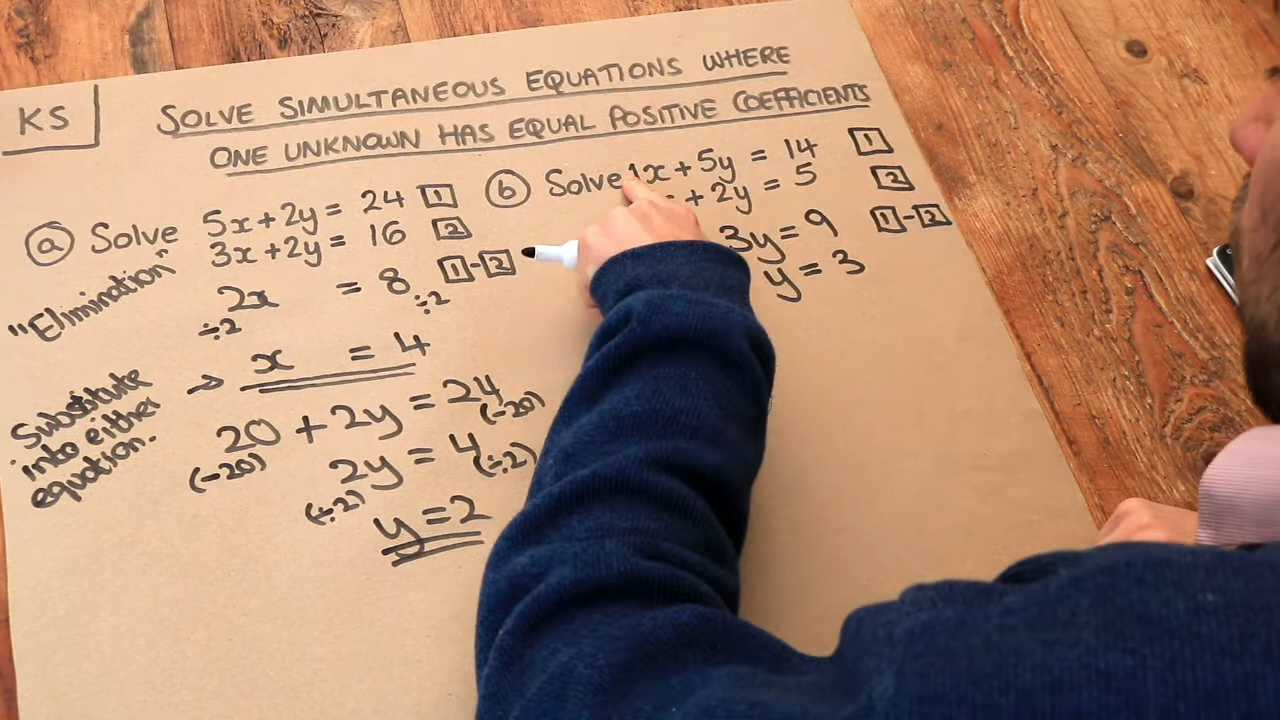 KS
SOLVE SIMULTANEOUS EQUATIONS WHERE
ONE UNKNOWN HAS EQUAL POSITIVE COEFFICIENTS
ⓐ Solve 5x+2y= 24 1
3x+2y= 16 2
"Elimination"
2x = 8 1-2
÷2 ÷2
x = 4
Substitute
into either
equation.
→
20 + 2y = 24
(-20) (-20)
2y = 4
(÷2) (÷2)
y=2
ⓑ Solve 1x+5y = 14 1
+2y = 5 2
3y = 9 1-2
y = 3